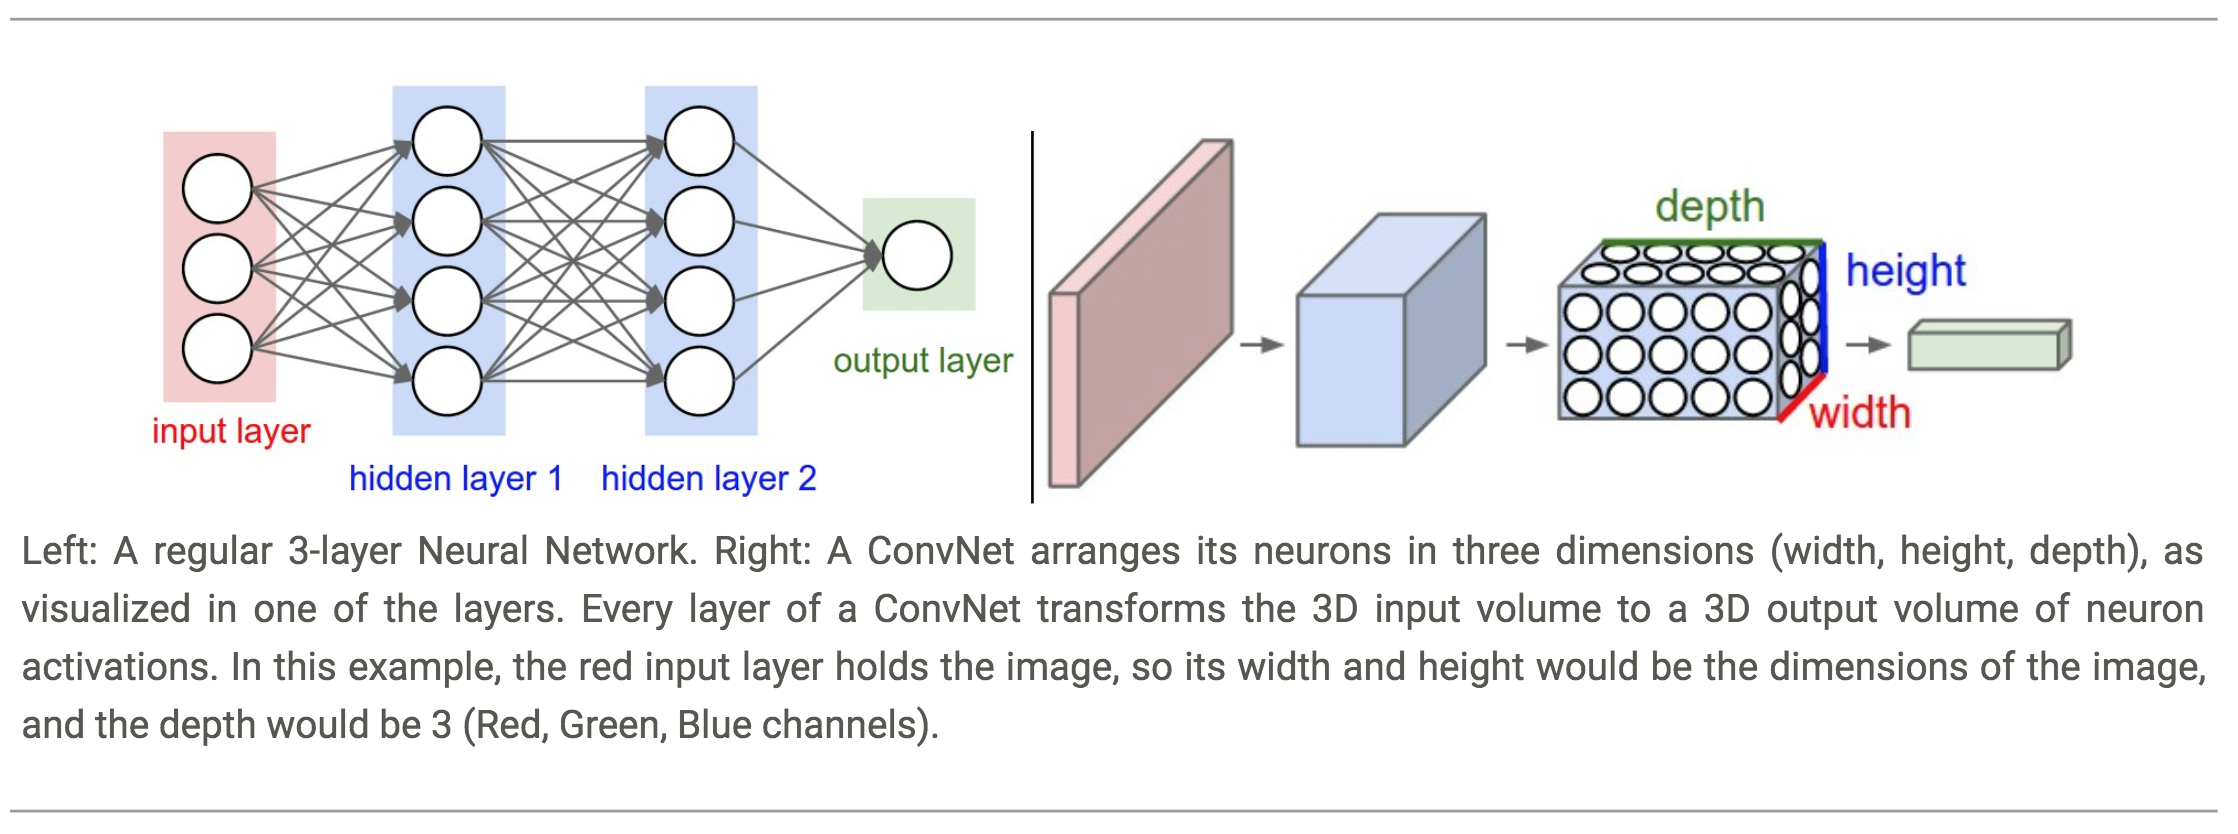 input layer
hidden layer 1
hidden layer 2
output layer
depth
height
width
Left: A regular 3-layer Neural Network. Right: A ConvNet arranges its neurons in three dimensions (width, height, depth), as
visualized in one of the layers. Every layer of a ConvNet transforms the 3D input volume to a 3D output volume of neuron
activations. In this example, the red input layer holds the image, so its width and height would be the dimensions of the image,
and the depth would be 3 (Red, Green, Blue channels).